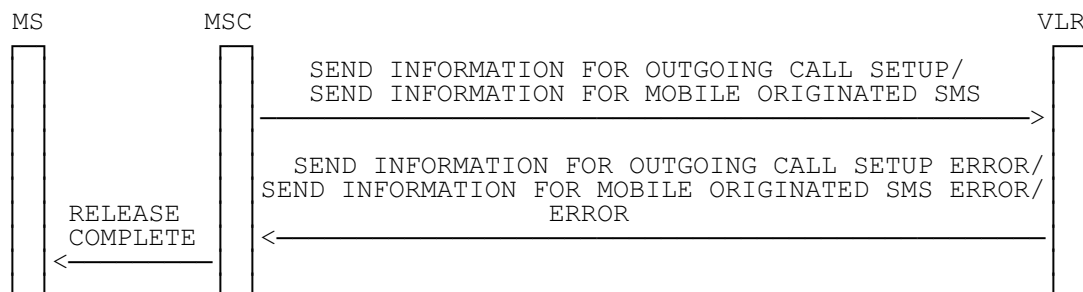 MS MSC VLR
SEND INFORMATION FOR OUTGOING CALL SETUP/
SEND INFORMATION FOR MOBILE ORIGINATED SMS
SEND INFORMATION FOR OUTGOING CALL SETUP ERROR/
SEND INFORMATION FOR MOBILE ORIGINATED SMS ERROR/
ERROR
RELEASE
COMPLETE